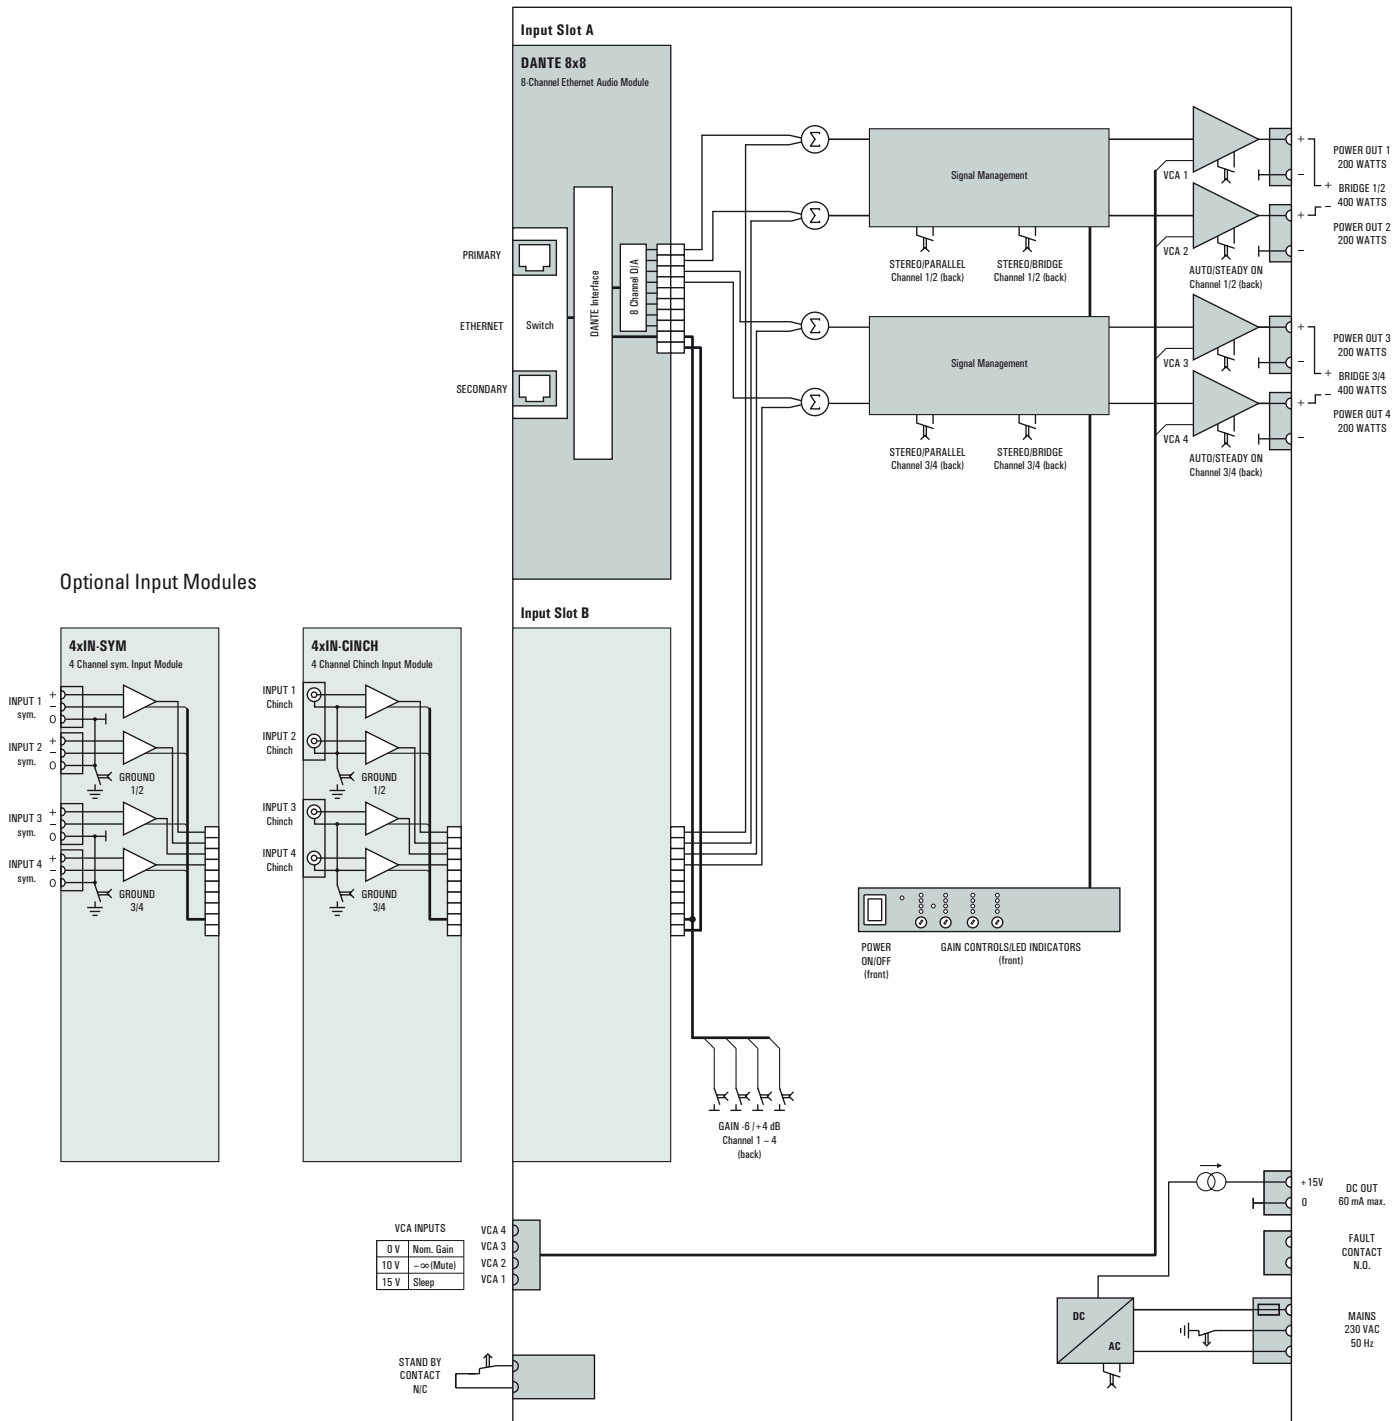 Input Slot A
DANTE 8x8
8-Channel Ethernet Audio Module
PRIMARY
ETHERNET
SECONDARY
Switch
DANTE Interface
8 Channel D/A
Σ
Σ
Σ
Σ
Signal Management
STEREO/PARALLEL
Channel 1/2 (back)
STEREO/BRIDGE
Channel 1/2 (back)
Signal Management
STEREO/PARALLEL
Channel 3/4 (back)
STEREO/BRIDGE
Channel 3/4 (back)
VCA 1
VCA 2
AUTO/STEADY ON
Channel 1/2 (back)
VCA 3
VCA 4
AUTO/STEADY ON
Channel 3/4 (back)
+
−
+
−
+
−
+
−
POWER OUT 1
200 WATTS
+ BRIDGE 1/2
− 400 WATTS
POWER OUT 2
200 WATTS
POWER OUT 3
200 WATTS
+ BRIDGE 3/4
− 400 WATTS
POWER OUT 4
200 WATTS
Optional Input Modules
4xIN-SYM
4 Channel sym. Input Module
INPUT 1
sym.
+
−
0
INPUT 2
sym.
+
−
0
GROUND
1/2
INPUT 3
sym.
+
−
0
INPUT 4
sym.
+
−
0
GROUND
3/4
4xIN-CINCH
4 Channel Chinch Input Module
INPUT 1
Chinch
INPUT 2
Chinch
GROUND
1/2
INPUT 3
Chinch
INPUT 4
Chinch
GROUND
3/4
Input Slot B
POWER
ON/OFF
(front)
GAIN CONTROLS/LED INDICATORS
(front)
GAIN -6 / +4 dB
Channel 1 – 4
(back)
VCA INPUTS
0 V Nom. Gain
10 V −∞ (Mute)
15 V Sleep
VCA 4
VCA 3
VCA 2
VCA 1
STAND BY
CONTACT
N/C
+15V
0
DC OUT
60 mA max.
FAULT
CONTACT
N.O.
DC
AC
MAINS
230 VAC
50 Hz